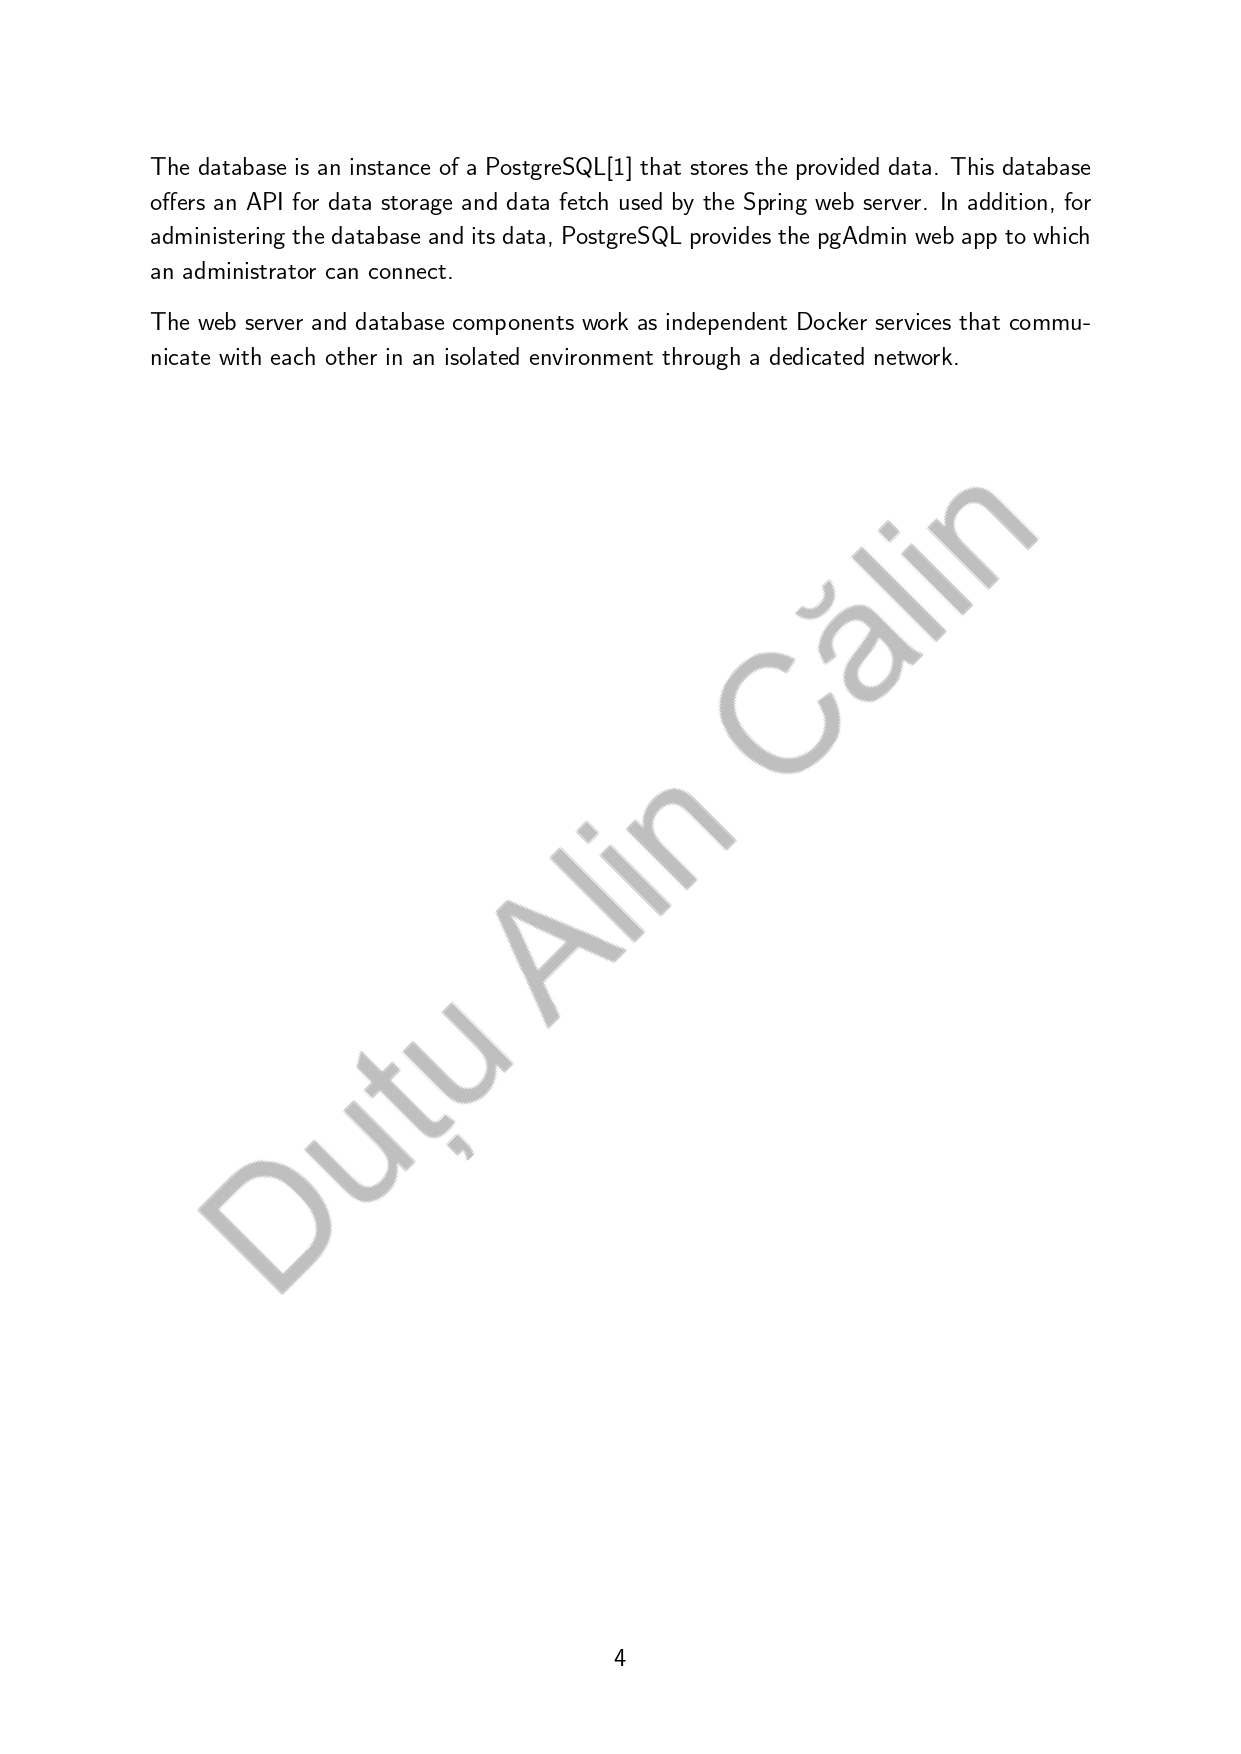 The database is an instance of a PostgreSQL[1] that stores the provided data. This database
offers an API for data storage and data fetch used by the Spring web server. In addition, for
administering the database and its data, PostgreSQL provides the pgAdmin web app to which
an administrator can connect.
The web server and database components work as independent Docker services that commu-
nicate with each other in an isolated environment through a dedicated network.
Duțu Alin Călin
4